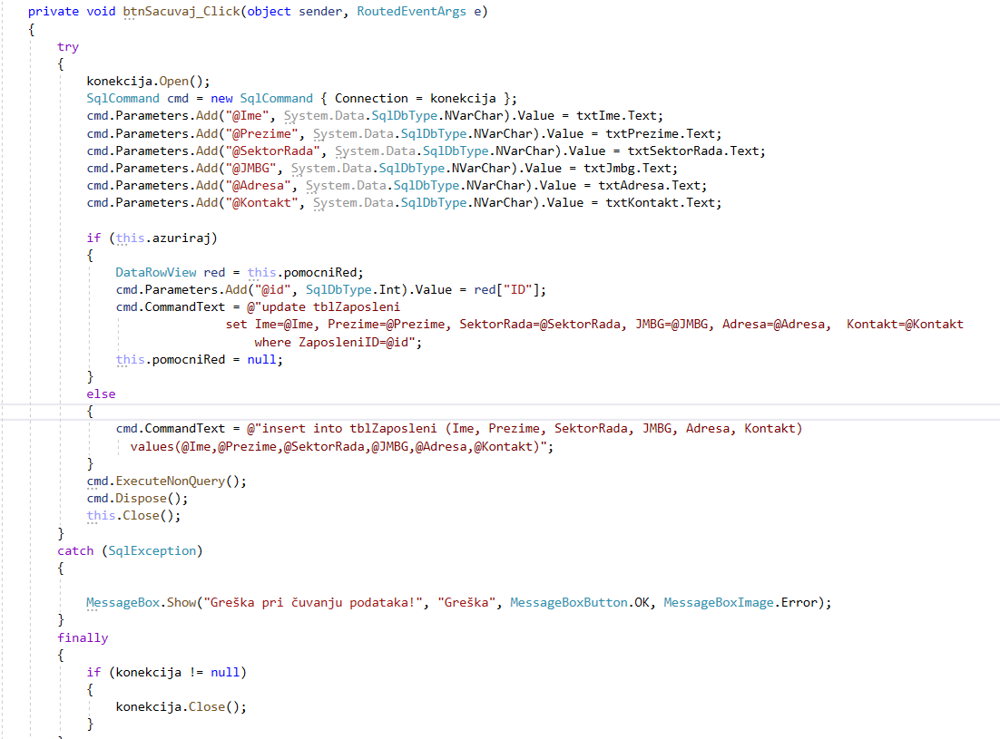 private void btnSacuvaj_Click(object sender, RoutedEventArgs e)
{
try
{
konekcija.Open();
SqlCommand cmd = new SqlCommand { Connection = konekcija };
cmd.Parameters.Add("@Ime", System.Data.SqlDbType.NVarChar).Value = txtIme.Text;
cmd.Parameters.Add("@Prezime", System.Data.SqlDbType.NVarChar).Value = txtPrezime.Text;
cmd.Parameters.Add("@SektorRada", System.Data.SqlDbType.NVarChar).Value = txtSektorRada.Text;
cmd.Parameters.Add("@JMBG", System.Data.SqlDbType.NVarChar).Value = txtJmbg.Text;
cmd.Parameters.Add("@Adresa", System.Data.SqlDbType.NVarChar).Value = txtAdresa.Text;
cmd.Parameters.Add("@Kontakt", System.Data.SqlDbType.NVarChar).Value = txtKontakt.Text;
if (this.azuriraj)
{
DataRowView red = this.pomocniRed;
cmd.Parameters.Add("@id", SqlDbType.Int).Value = red["ID"];
cmd.CommandText = @"update tblZaposleni
set Ime=@Ime, Prezime=@Prezime, SektorRada=@SektorRada, JMBG=@JMBG, Adresa=@Adresa,  Kontakt=@Kontakt
where ZaposleniID=@id";
this.pomocniRed = null;
}
else
{
cmd.CommandText = @"insert into tblZaposleni (Ime, Prezime, SektorRada, JMBG, Adresa, Kontakt)
values(@Ime,@Prezime,@SektorRada,@JMBG,@Adresa,@Kontakt)";
}
cmd.ExecuteNonQuery();
cmd.Dispose();
this.Close();
}
catch (SqlException)
{
MessageBox.Show("Greška pri čuvanju podataka!", "Greška", MessageBoxButton.OK, MessageBoxImage.Error);
}
finally
{
if (konekcija != null)
{
konekcija.Close();
}